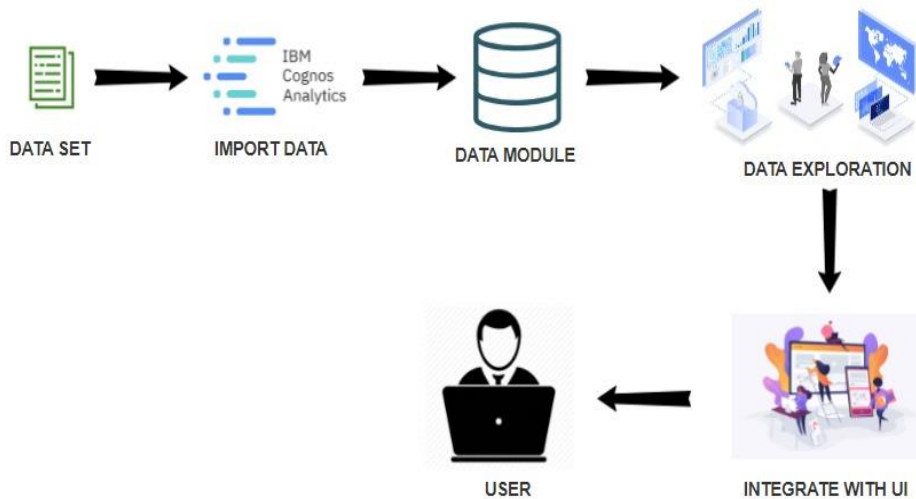 IBM
Cognos
Analytics
DATA SET
IMPORT DATA
DATA MODULE
DATA EXPLORATION
USER
INTEGRATE WITH UI